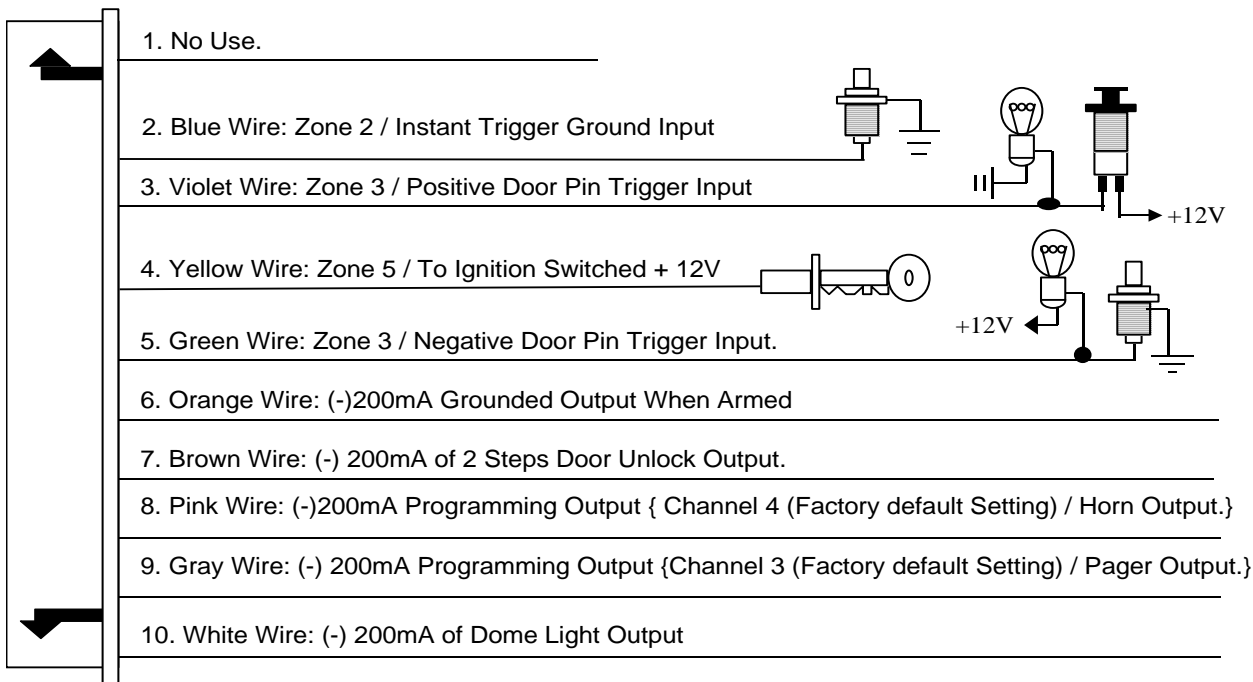 1. No Use.
2. Blue Wire: Zone 2 / Instant Trigger Ground Input
3. Violet Wire: Zone 3 / Positive Door Pin Trigger Input
+12V
4. Yellow Wire: Zone 5 / To Ignition Switched + 12V
+12V
5. Green Wire: Zone 3 / Negative Door Pin Trigger Input.
6. Orange Wire: (-)200mA Grounded Output When Armed
7. Brown Wire: (-) 200mA of 2 Steps Door Unlock Output.
8. Pink Wire: (-)200mA Programming Output { Channel 4 (Factory default Setting) / Horn Output.}
9. Gray Wire: (-) 200mA Programming Output {Channel 3 (Factory default Setting) / Pager Output.}
10. White Wire: (-) 200mA of Dome Light Output